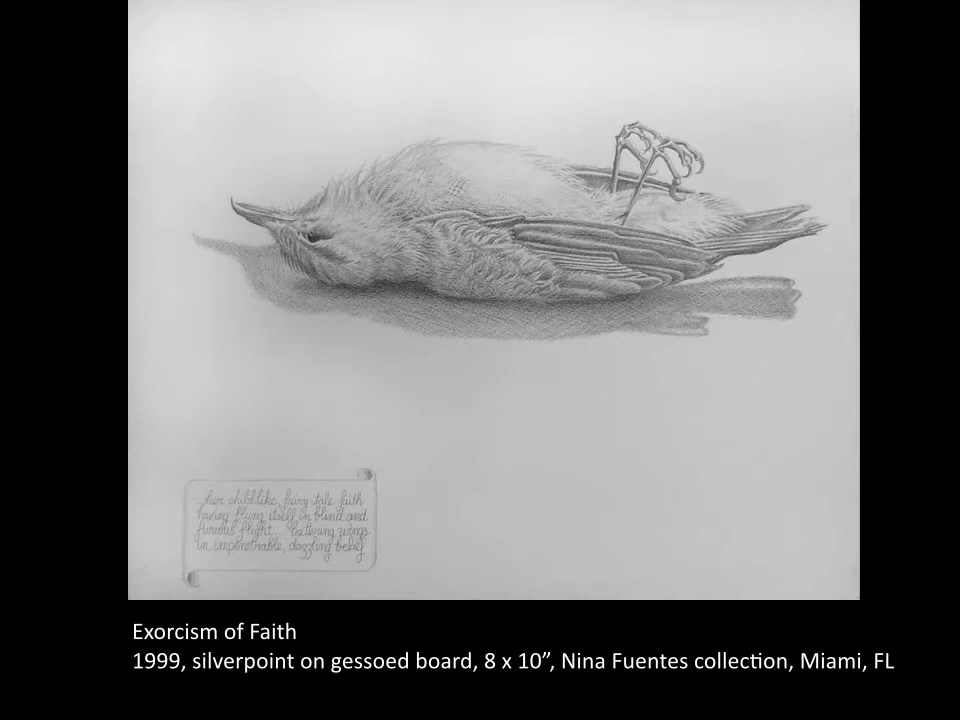 ...her childlike, fairy-tale faith
having flung itself in blind and
furious flight... battering wings
in impenetrable, dazzling belief
Exorcism of Faith
1999, silverpoint on gessoed board, 8 x 10”, Nina Fuentes collection, Miami, FL